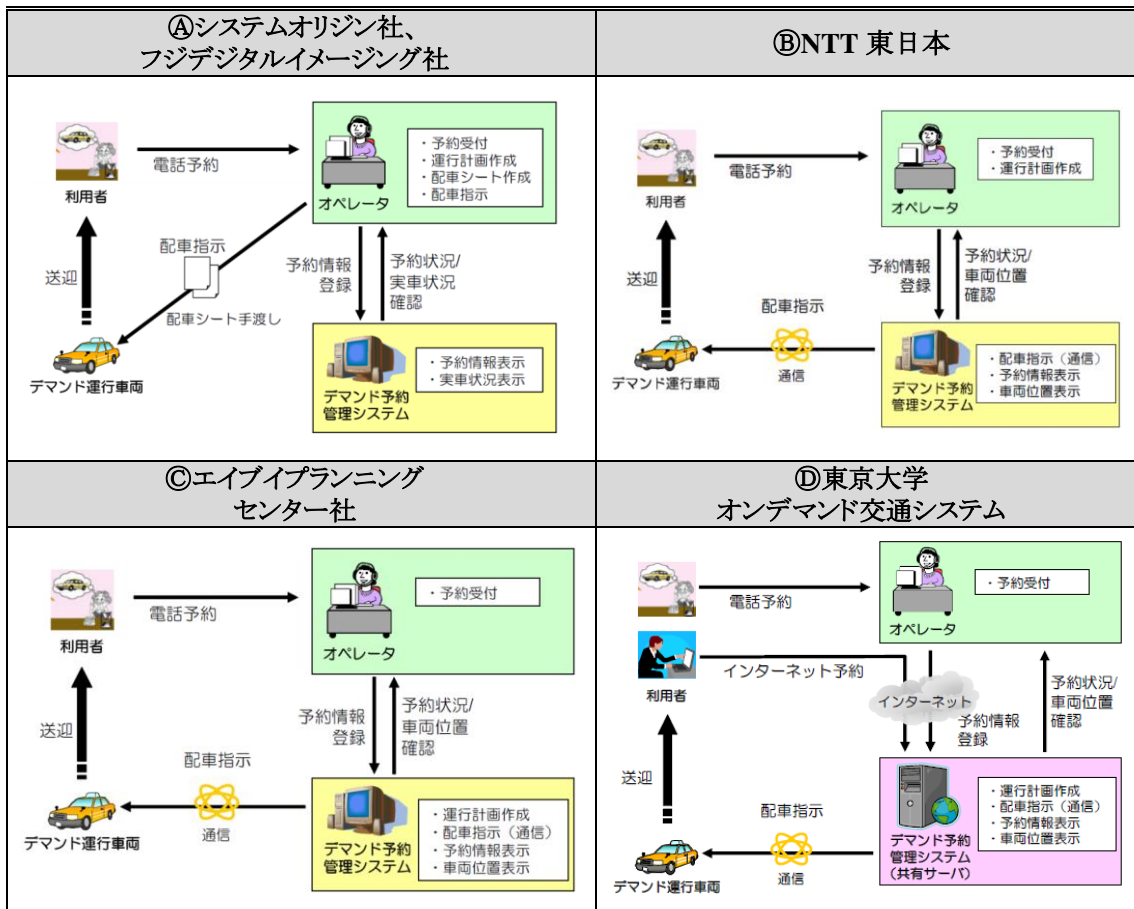 Ⓐシステムオリジン社、
フジデジタルイメージング社
利用者
電話予約
オペレータ
・予約受付
・運行計画作成
・配車シート作成
・配車指示
配車指示
配車シート手渡し
送迎
デマンド運行車両
予約情報
登録
予約状況/
実車状況
確認
デマンド予約
管理システム
・予約情報表示
・実車状況表示
ⒷNTT 東日本
利用者
電話予約
オペレータ
・予約受付
・運行計画作成
送迎
デマンド運行車両
配車指示
通信
予約情報
登録
予約状況/
車両位置
確認
デマンド予約
管理システム
・配車指示（通信）
・予約情報表示
・車両位置表示
Ⓒエイブイプランニング
センター社
利用者
電話予約
オペレータ
・予約受付
送迎
デマンド運行車両
配車指示
通信
予約情報
登録
予約状況/
車両位置
確認
デマンド予約
管理システム
・運行計画作成
・配車指示（通信）
・予約情報表示
・車両位置表示
Ⓓ東京大学
オンデマンド交通システム
電話予約
オペレータ
・予約受付
利用者
インターネット予約
インターネット
予約情報
登録
予約状況/
車両位置
確認
送迎
デマンド運行車両
配車指示
通信
デマンド予約
管理システム
（共有サーバ）
・運行計画作成
・配車指示（通信）
・予約情報表示
・車両位置表示